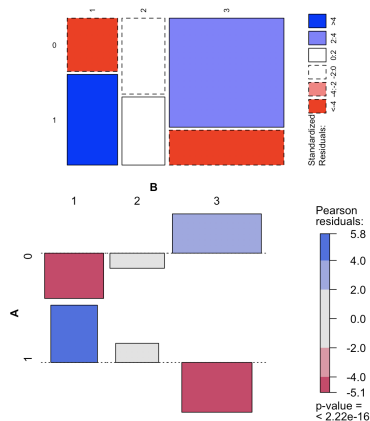 1 2 3
0
1
Standardized
Residuals:
<-4
-4:-2
-2:0
0:2
2:4
>4
B
1 2 3
A
0
1
Pearson
residuals:
5.8
4.0
2.0
0.0
-2.0
-4.0
-5.1
p-value =
< 2.22e-16